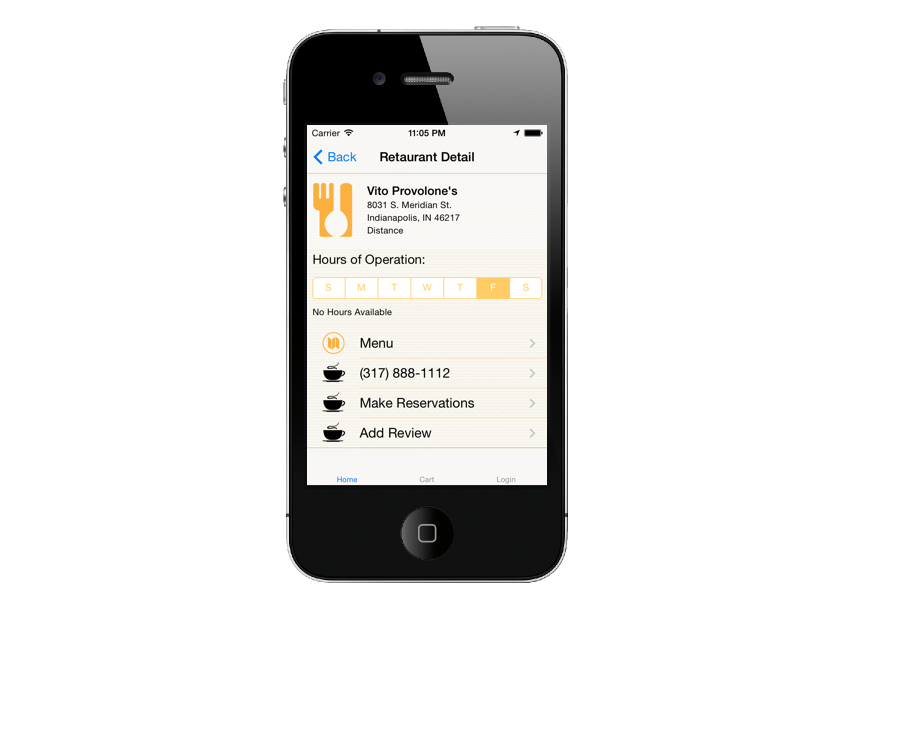 Carrier 11:05 PM
Back Retaurant Detail
Vito Provolone's
8031 S. Meridian St.
Indianapolis, IN 46217
Distance
Hours of Operation:
S M T W T F S
No Hours Available
Menu
(317) 888-1112
Make Reservations
Add Review
Home Cart Login